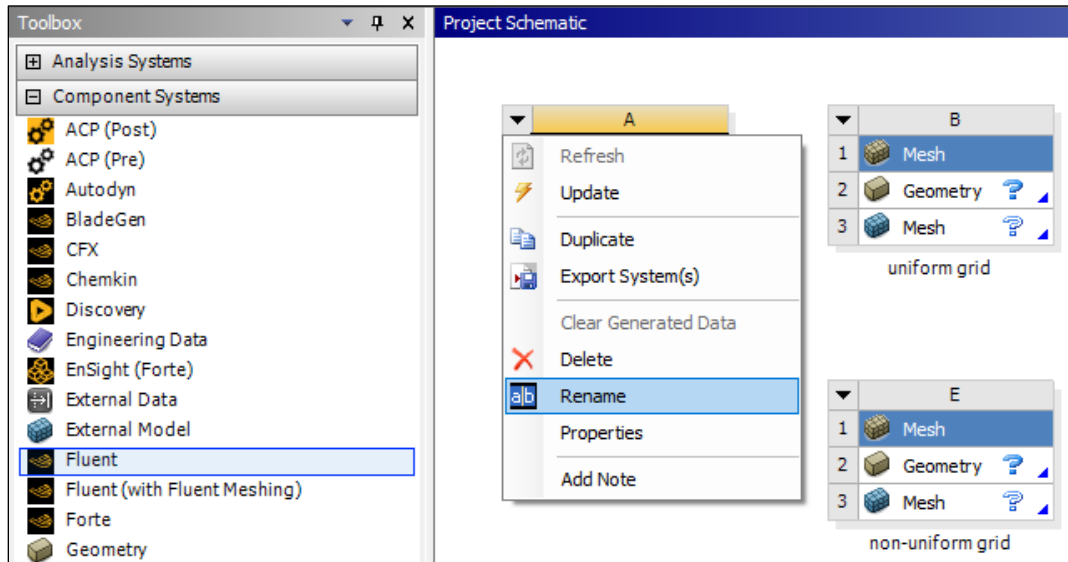 Toolbox
Analysis Systems
Component Systems
ACP (Post)
ACP (Pre)
Autodyn
BladeGen
CFX
Chemkin
Discovery
Engineering Data
EnSight (Forte)
External Data
External Model
Fluent
Fluent (with Fluent Meshing)
Forte
Geometry
Project Schematic
A
Refresh
Update
Duplicate
Export System(s)
Clear Generated Data
Delete
a|b Rename
Properties
Add Note
B
1 Mesh
2 Geometry ?
3 Mesh ?
uniform grid
E
1 Mesh
2 Geometry ?
3 Mesh ?
non-uniform grid